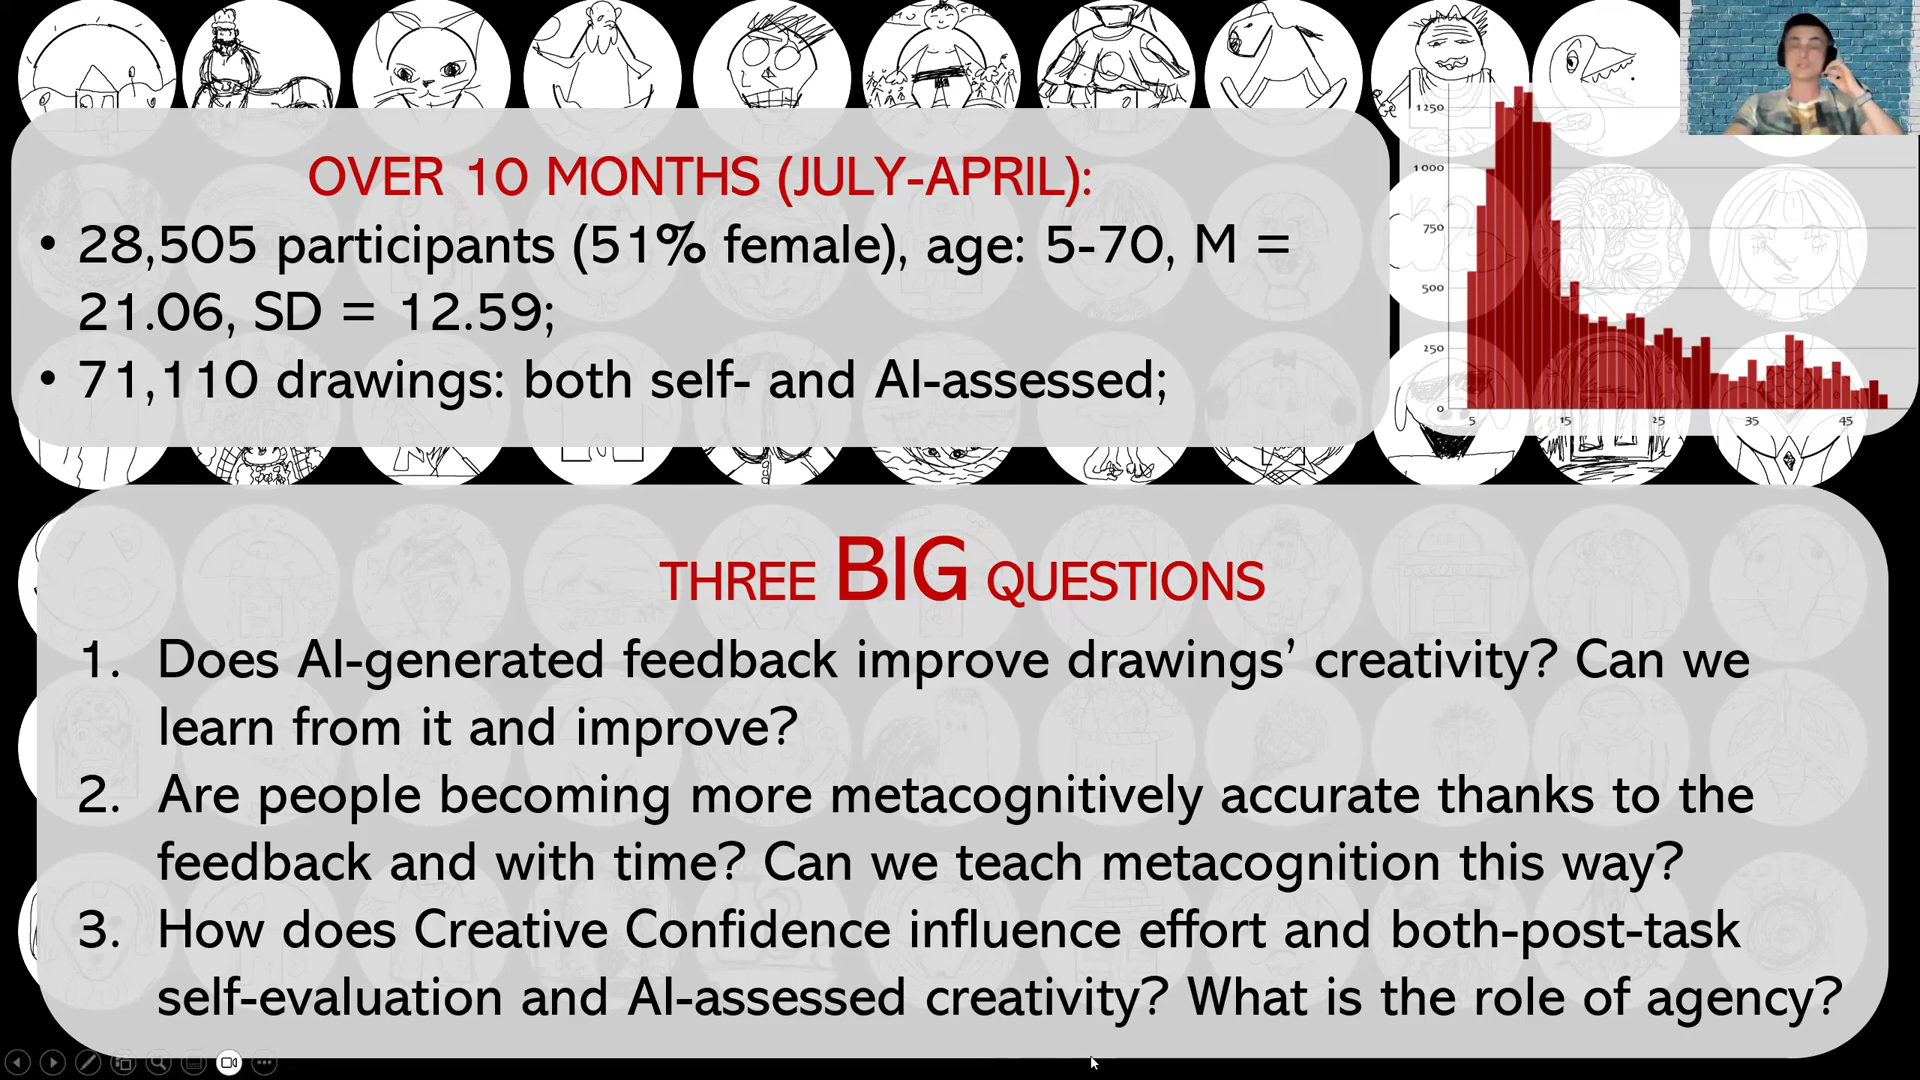 OVER 10 MONTHS (JULY-APRIL):
• 28,505 participants (51% female), age: 5-70, M =
21.06, SD = 12.59;
• 71,110 drawings: both self- and AI-assessed;
1250
1000
750
500
250
0
5 15 25 35 45
THREE BIG QUESTIONS
1. Does AI-generated feedback improve drawings’ creativity? Can we
learn from it and improve?
2. Are people becoming more metacognitively accurate thanks to the
feedback and with time? Can we teach metacognition this way?
3. How does Creative Confidence influence effort and both-post-task
self-evaluation and AI-assessed creativity? What is the role of agency?